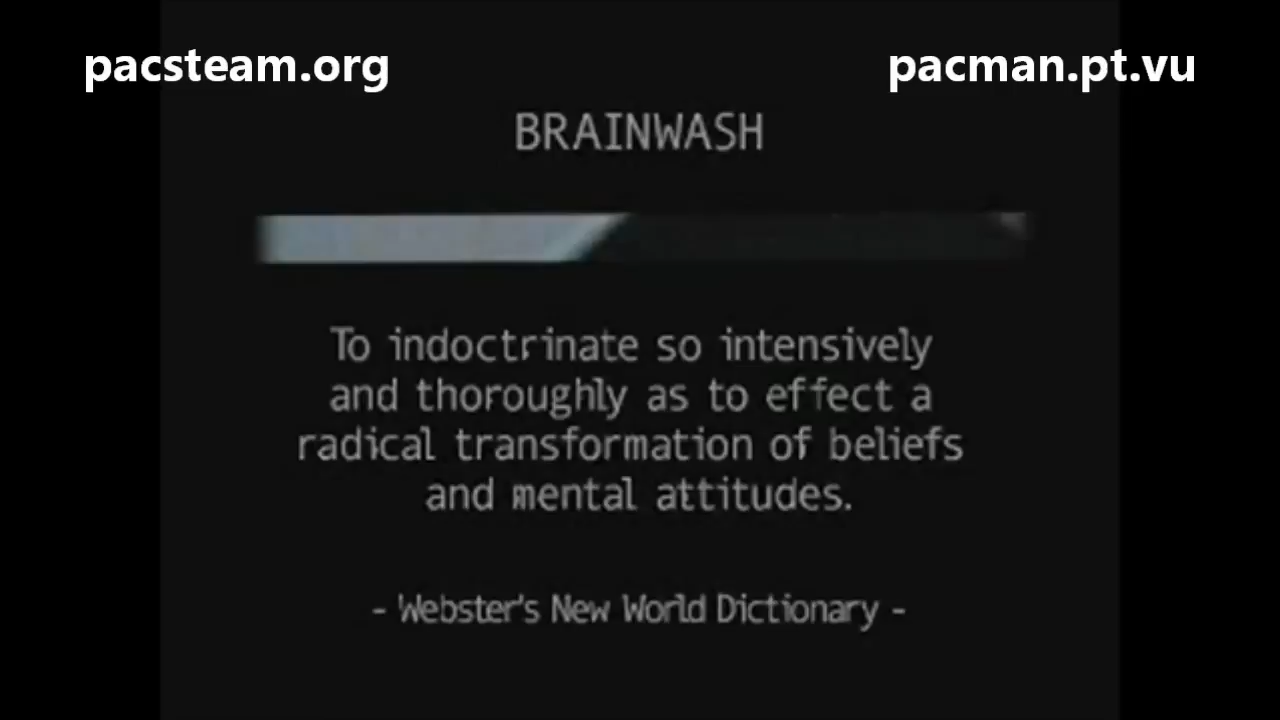 pacsteam.org
pacman.pt.vu
BRAINWASH
To indoctrinate so intensively
and thoroughly as to effect a
radical transformation of beliefs
and mental attitudes.
- Webster's New World Dictionary -